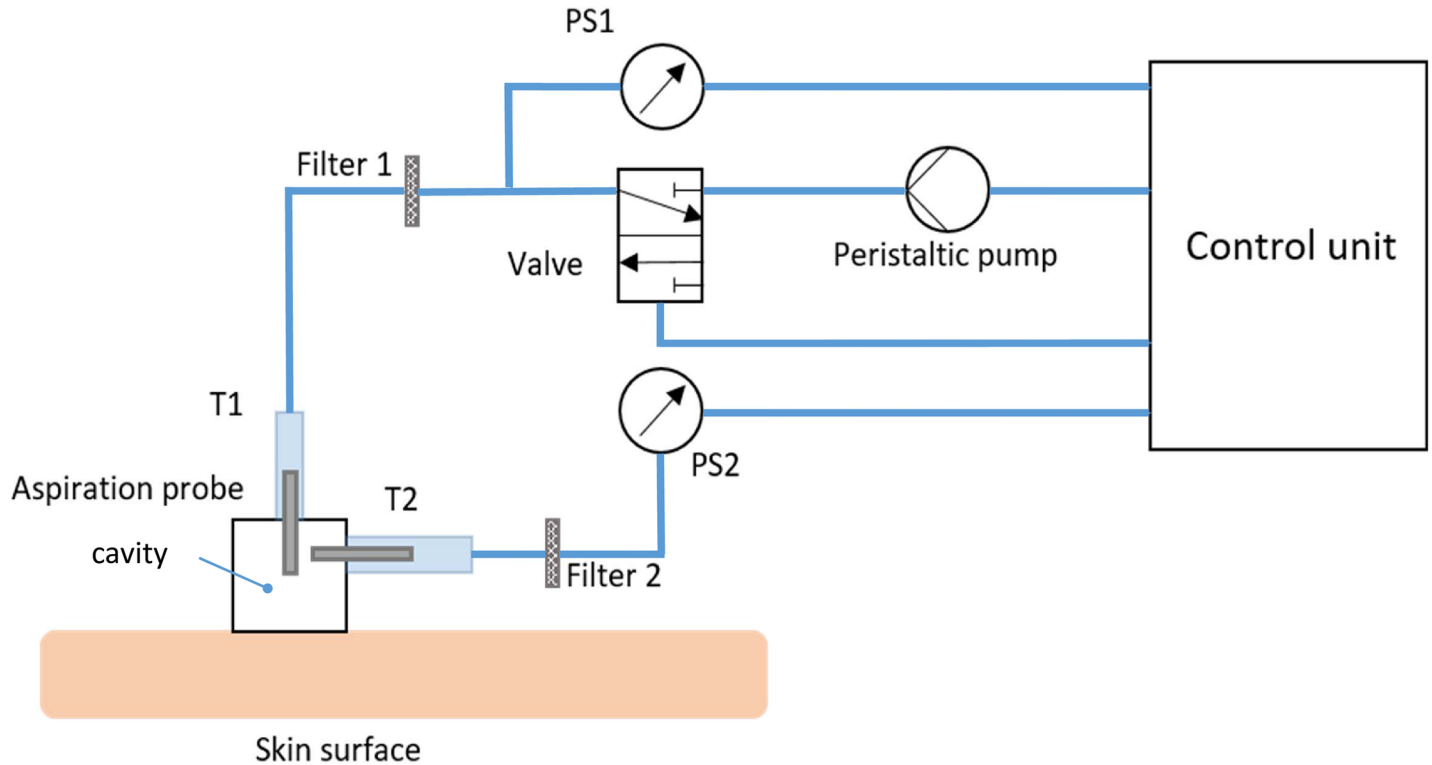 PS1
Filter 1
Valve
Peristaltic pump
Control unit
T1
PS2
Aspiration probe
T2
cavity
Filter 2
Skin surface